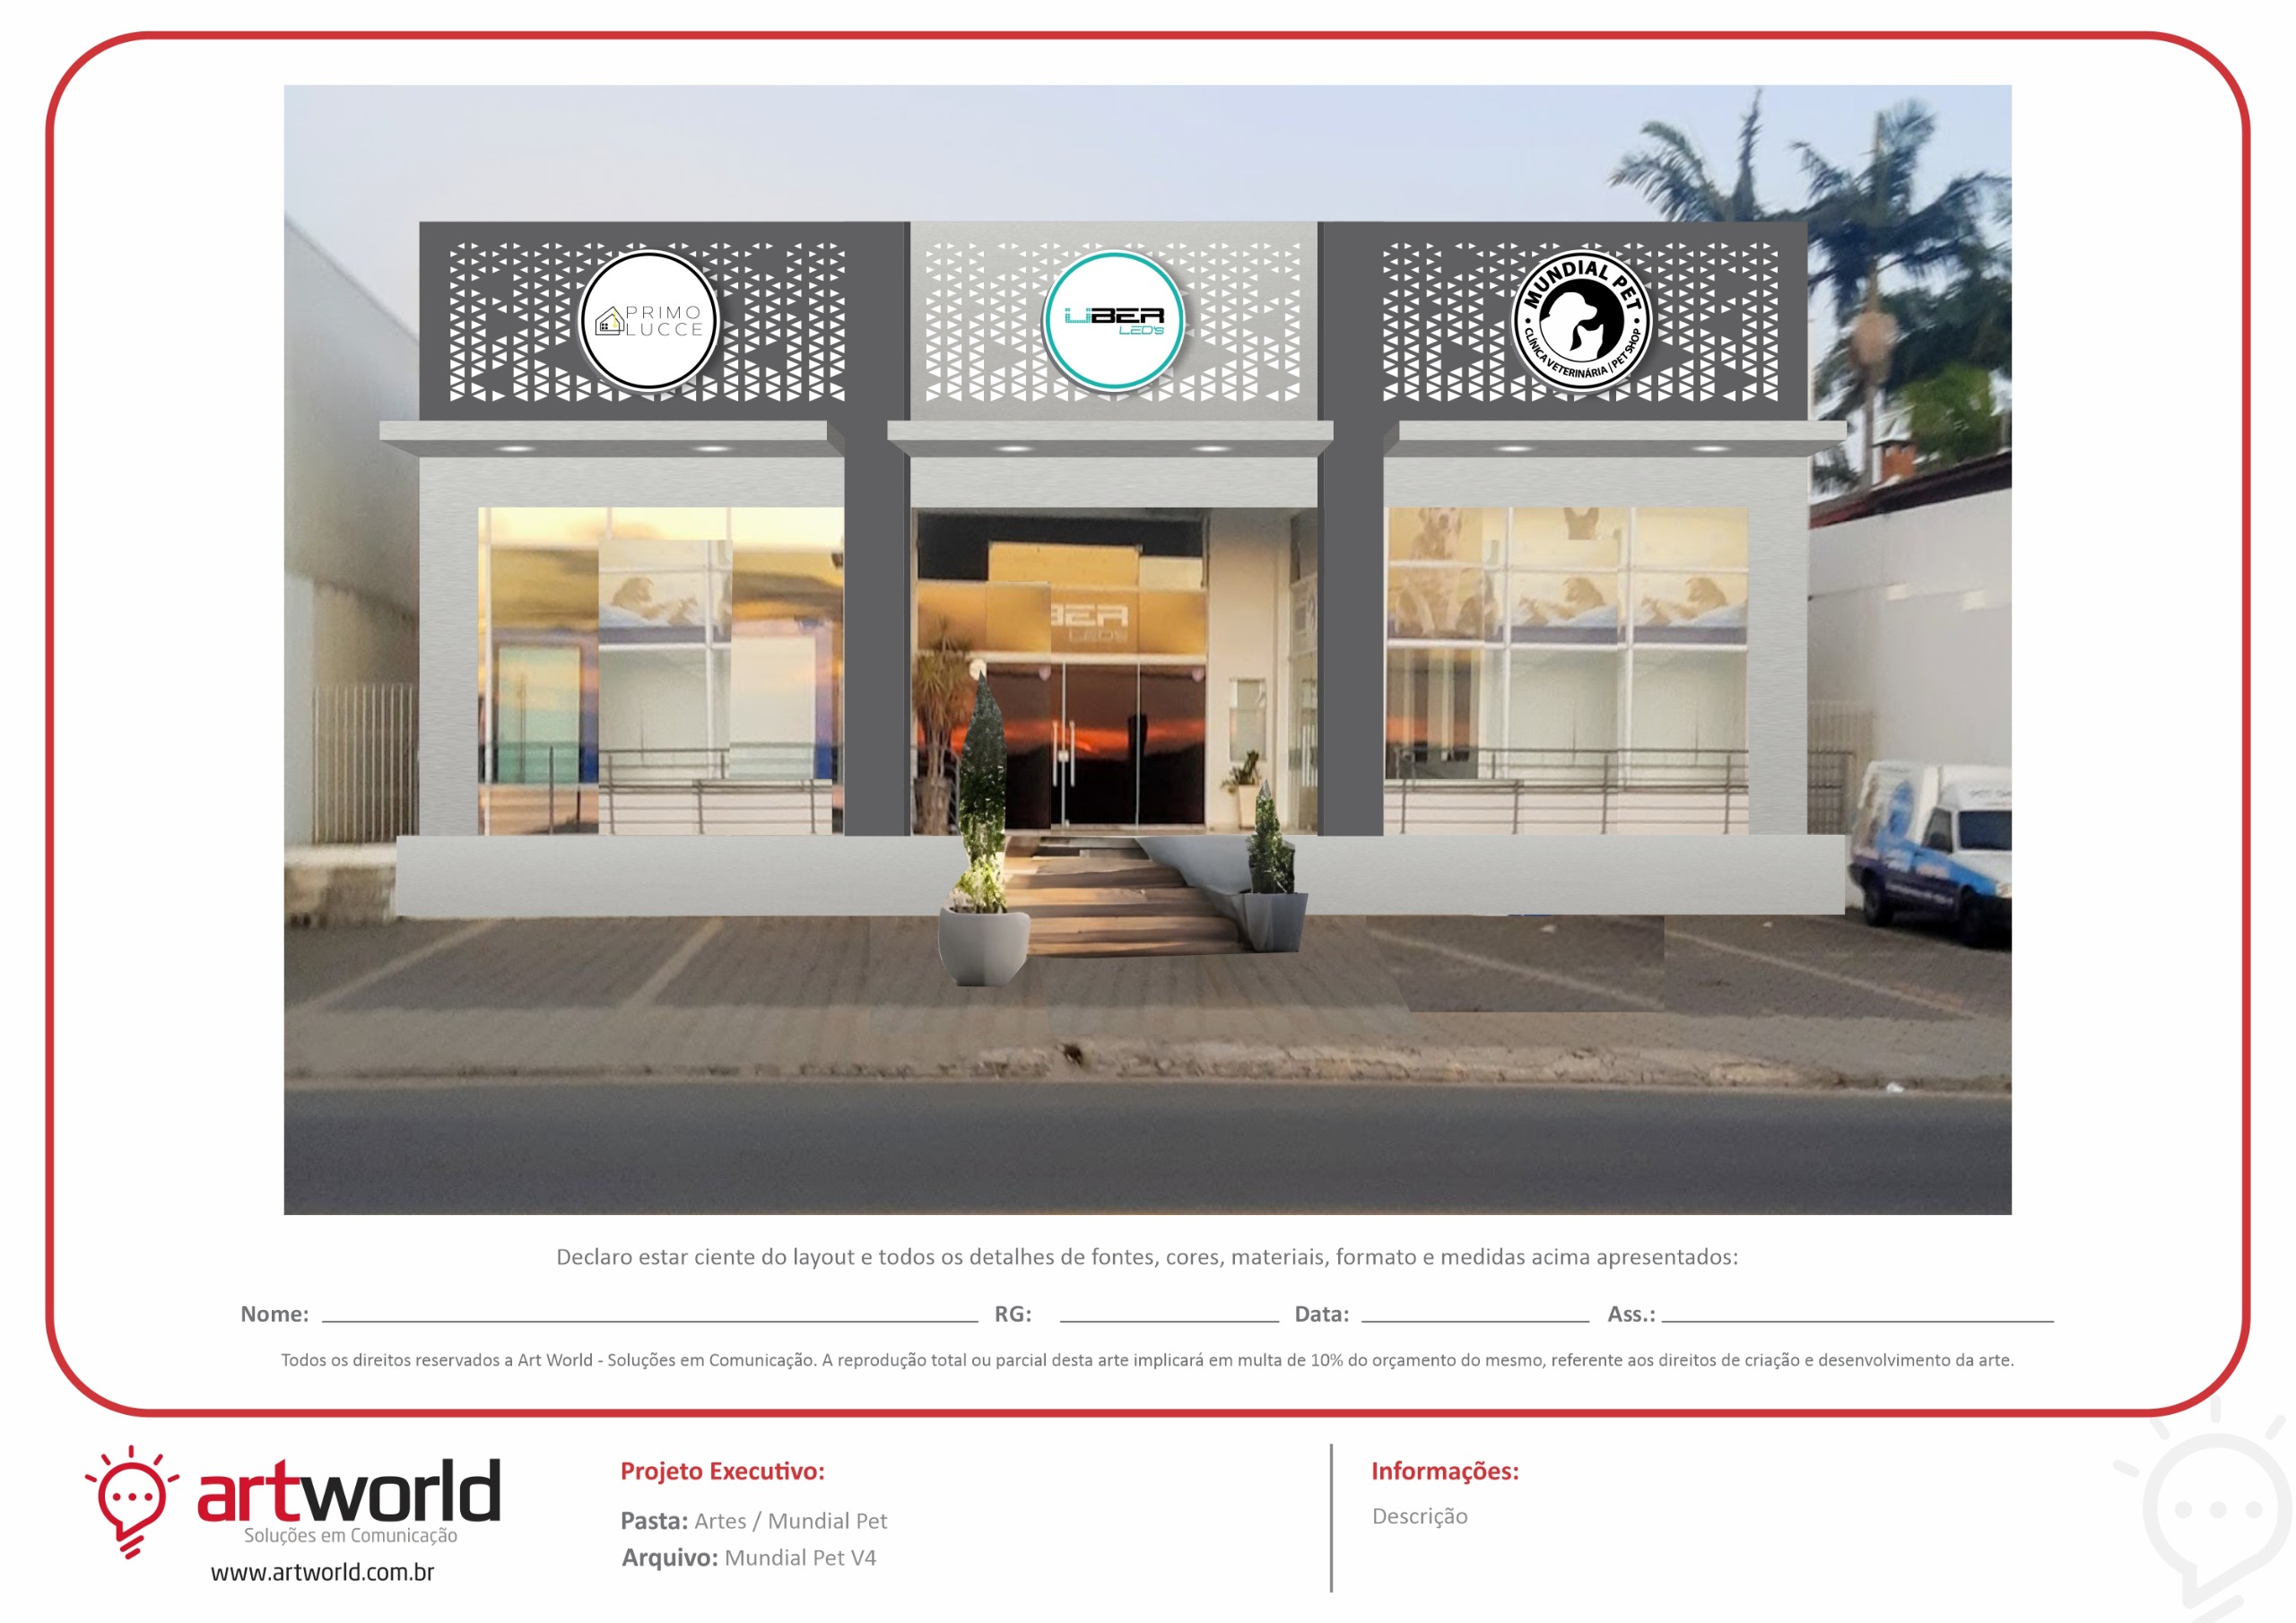 PRIMO
LUCCE
UBER
LED'S
MUNDIAL PET
CLÍNICA VETERINÁRIA | PET SHOP
BER
LED'S
Declaro estar ciente do layout e todos os detalhes de fontes, cores, materiais, formato e medidas acima apresentados:
Nome: RG: Data: Ass.:
Todos os direitos reservados a Art World - Soluções em Comunicação. A reprodução total ou parcial desta arte implicará em multa de 10% do orçamento do mesmo, referente aos direitos de criação e desenvolvimento da arte.
artworld
Soluções em Comunicação
www.artworld.com.br
Projeto Executivo:
Pasta: Artes / Mundial Pet
Arquivo: Mundial Pet V4
Informações:
Descrição